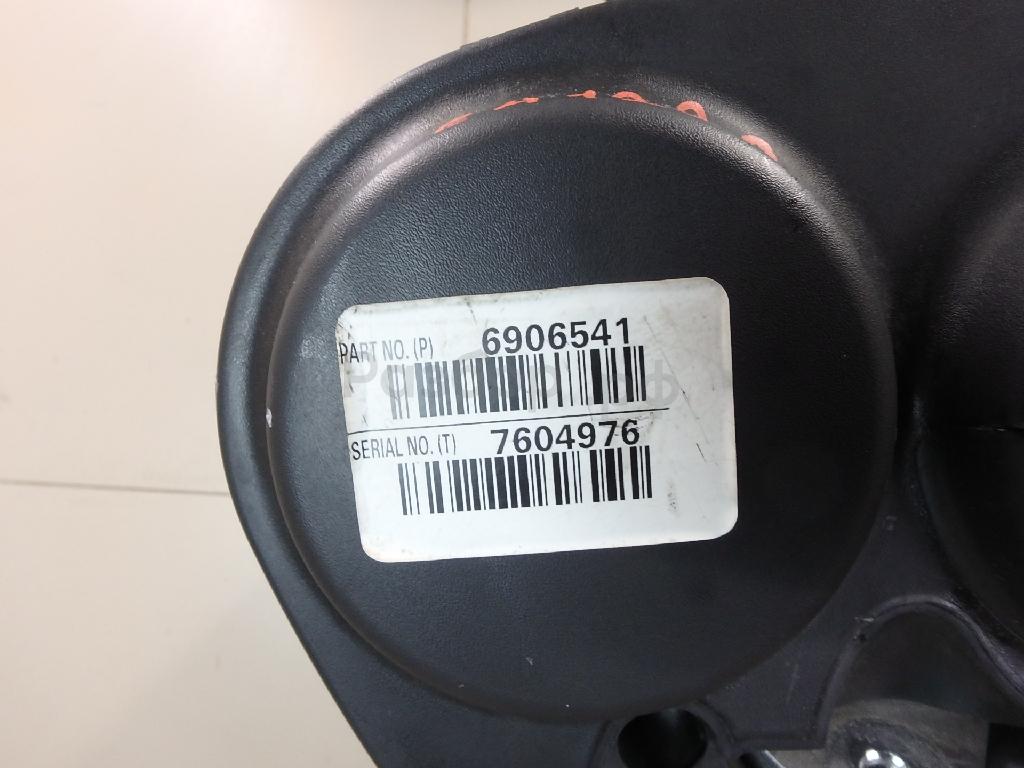 PART NO. (P) 6906541
SERIAL NO. (T) 7604976